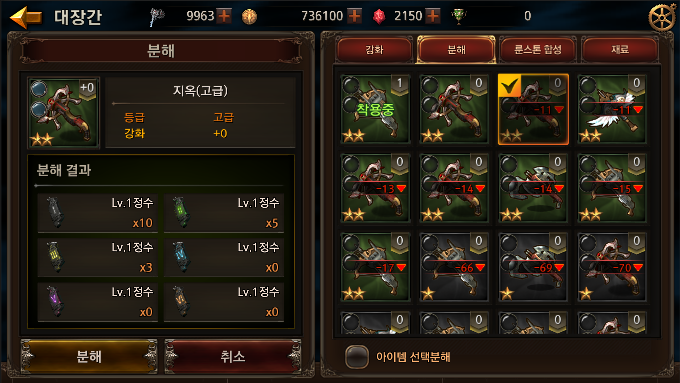 대장간 9963 736100 2150 0
분해
+0
지옥(고급)
등급 고급
강화 +0
분해 결과
Lv.1정수 x10
Lv.1정수 x5
Lv.1정수 x3
Lv.1정수 x0
Lv.1정수 x0
Lv.1정수 x0
분해 취소
강화 분해 룬스톤 합성 재료
1 0 0 0
착용중 -11 -11
0 0 0 0
-13 -14 -14 -15
0 0 0 0
-17 -66 -69 -70
0 0 0 0
아이템 선택분해